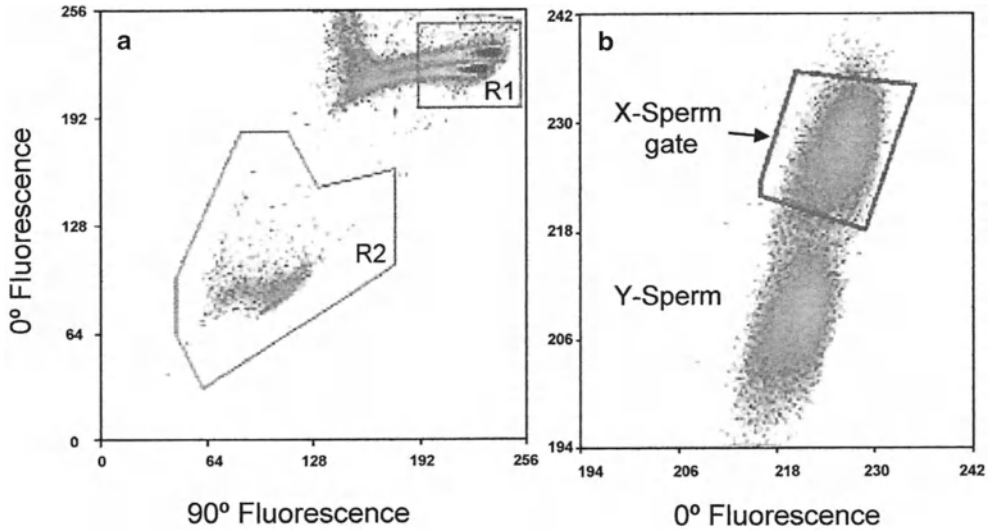 a
256
192
128
64
0
0 64 128 192 256
R1
R2
0º Fluorescence
90º Fluorescence
b
242
230
218
206
194
194 206 218 230 242
X-Sperm
gate
Y-Sperm
0º Fluorescence